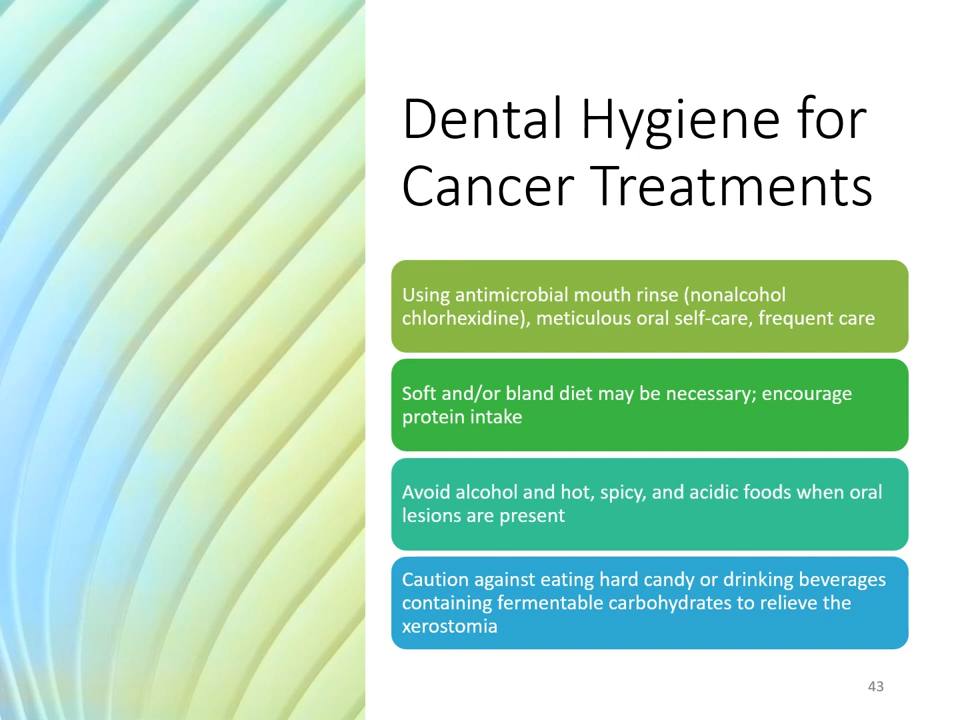 Dental Hygiene for
Cancer Treatments
Using antimicrobial mouth rinse (nonalcohol
chlorhexidine), meticulous oral self-care, frequent care
Soft and/or bland diet may be necessary; encourage
protein intake
Avoid alcohol and hot, spicy, and acidic foods when oral
lesions are present
Caution against eating hard candy or drinking beverages
containing fermentable carbohydrates to relieve the
xerostomia
43